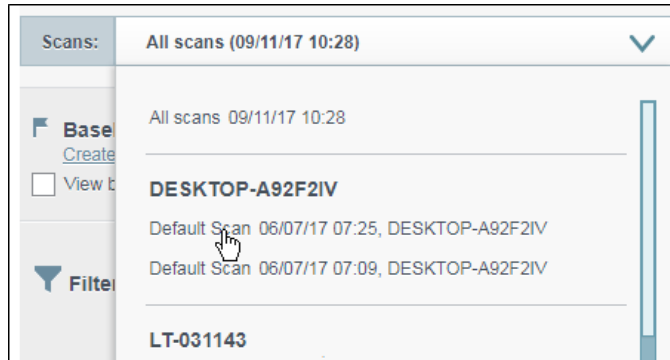 Scans: All scans (09/11/17 10:28)
All scans 09/11/17 10:28
Create
View
DESKTOP-A92F2IV
Default Scan 06/07/17 07:25, DESKTOP-A92F2IV
Default Scan 06/07/17 07:09, DESKTOP-A92F2IV
LT-031143